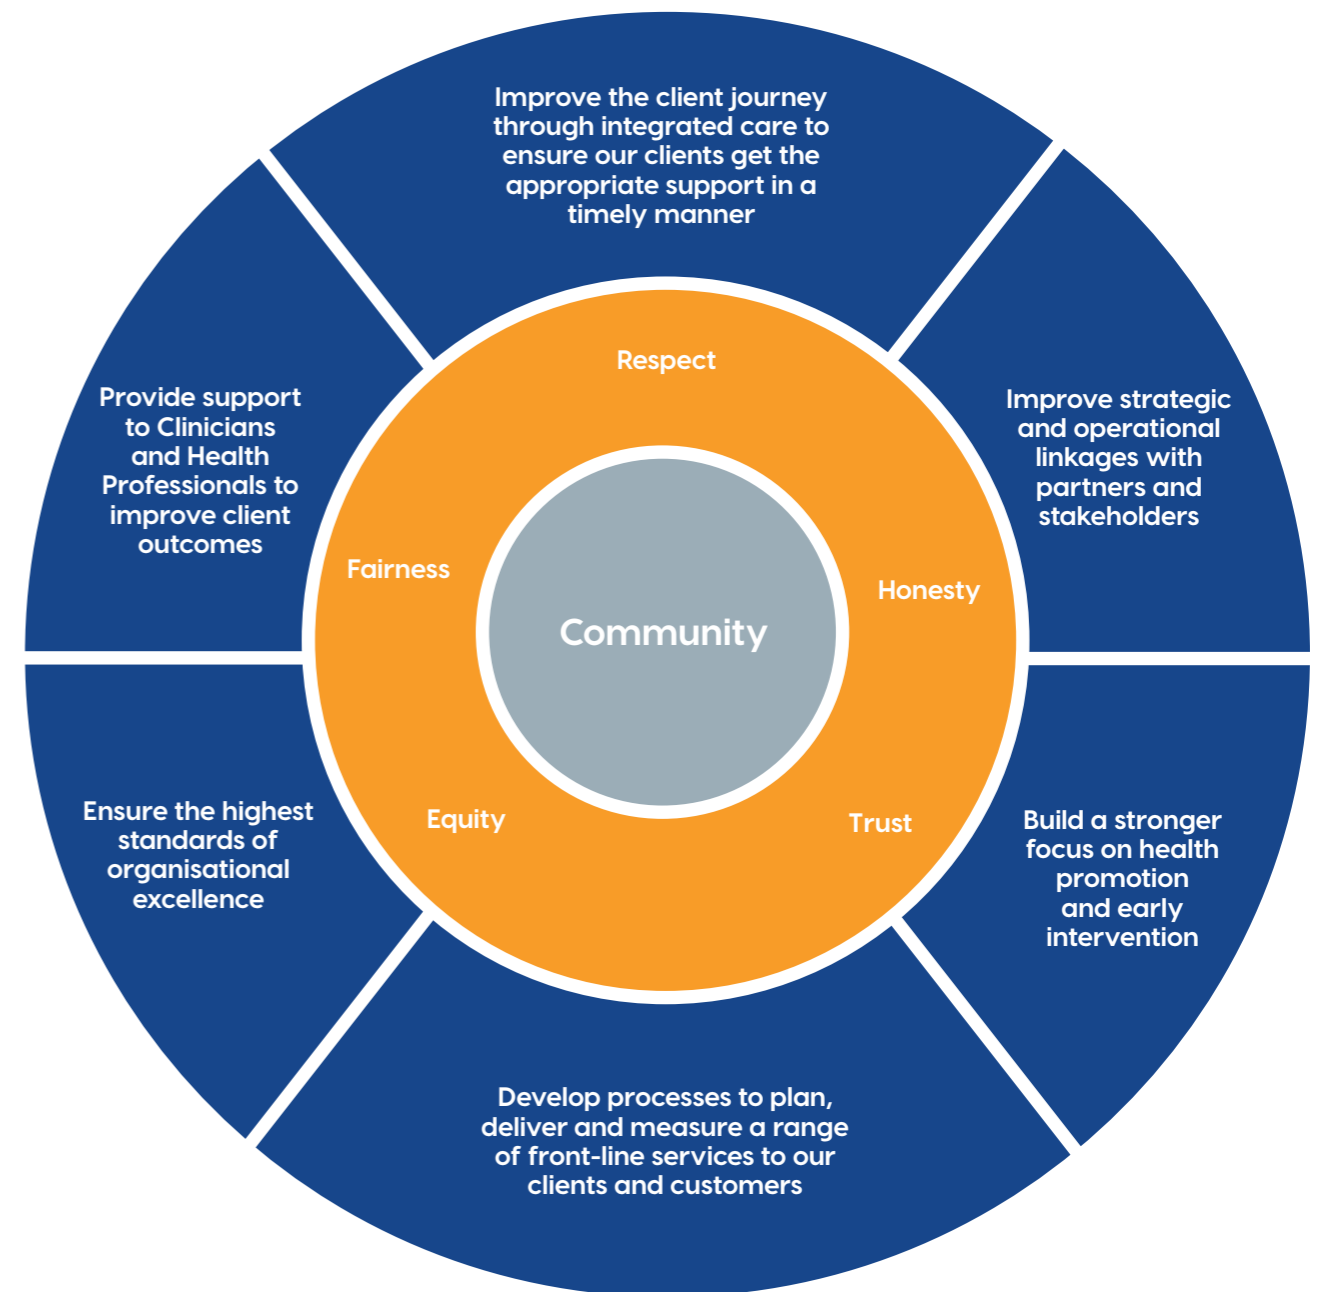 Improve the client journey
through integrated care to
ensure our clients get the
appropriate support in a
timely manner
Improve strategic
and operational
linkages with
partners and
stakeholders
Build a stronger
focus on health
promotion
and early
intervention
Develop processes to plan,
deliver and measure a range
of front-line services to our
clients and customers
Ensure the highest
standards of
organisational
excellence
Provide support
to Clinicians
and Health
Professionals to
improve client
outcomes
Respect
Honesty
Trust
Equity
Fairness
Community